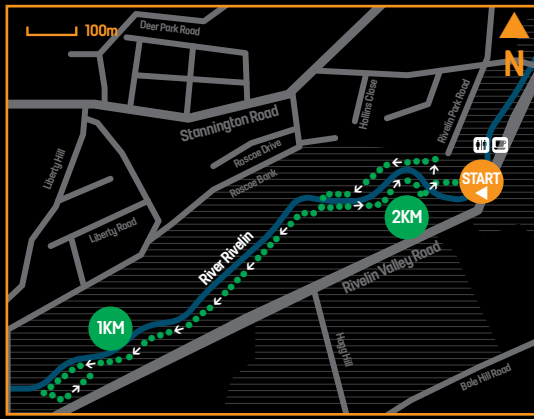 100m
Deer Park Road
N
Stannington Road
Hollins Close
Rivelin Park Road
Liberty Hill
Roscoe Drive
Roscoe Bank
START
Liberty Road
2KM
River Rivelin
Rivelin Valley Road
1KM
Hagg Hill
Bole Hill Road